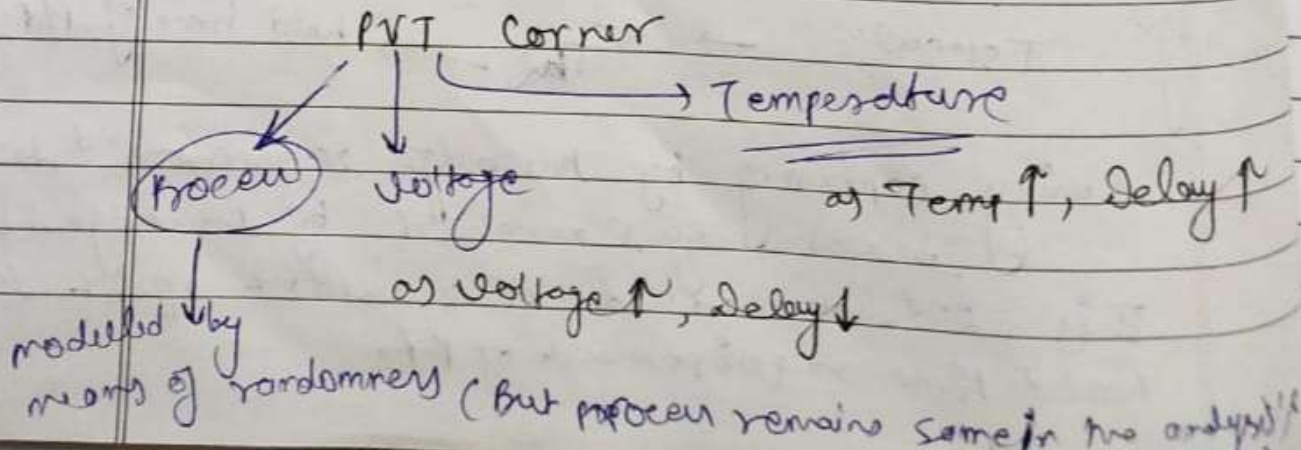 PVT Corner
Temperature
Process Voltage
as Temp ↑, Delay ↑
as Voltage ↑, Delay ↓
modelled by
means of randomness (But process remains same in the analysis)